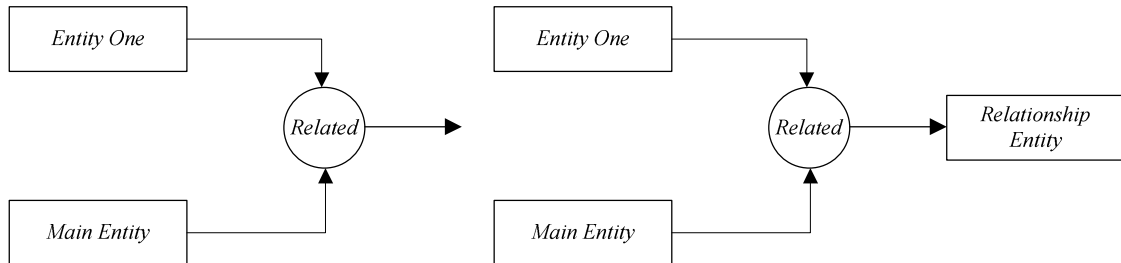 Entity One
Related
Main Entity
Entity One
Related
Relationship
Entity
Main Entity